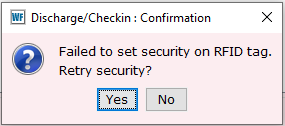 WF Discharge/Checkin : Confirmation
Failed to set security on RFID tag.
Retry security?
Yes No